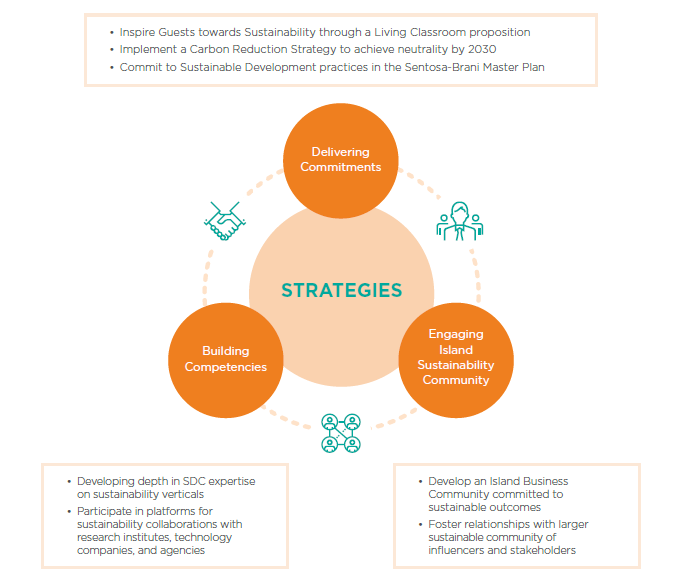 • Inspire Guests towards Sustainability through a Living Classroom proposition
• Implement a Carbon Reduction Strategy to achieve neutrality by 2030
• Commit to Sustainable Development practices in the Sentosa-Brani Master Plan
Delivering
Commitments
STRATEGIES
Building
Competencies
Engaging
Island
Sustainability
Community
• Developing depth in SDC expertise
on sustainability verticals
• Participate in platforms for
sustainability collaborations with
research institutes, technology
companies, and agencies
• Develop an Island Business
Community committed to
sustainable outcomes
• Foster relationships with larger
sustainable community of
influencers and stakeholders